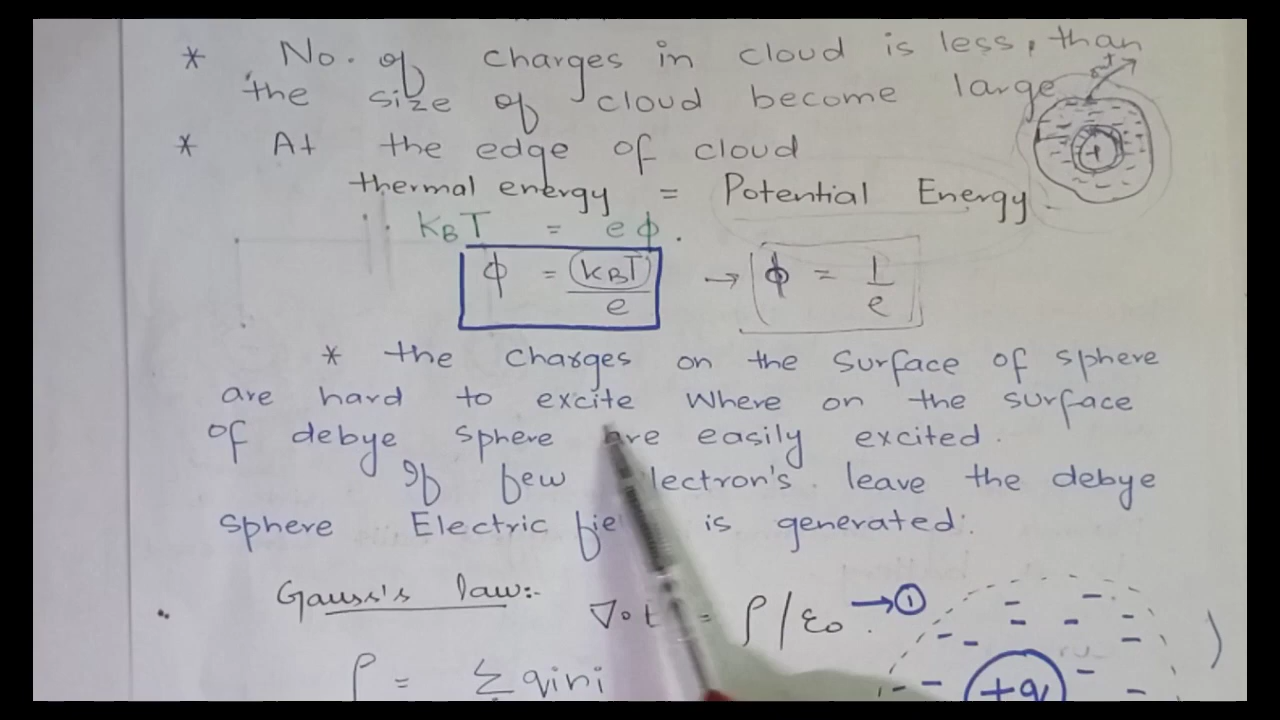 * No. of charges in cloud is less, than
the size of cloud become large
* At the edge of cloud
thermal energy = Potential Energy
KBT = eϕ.
ϕ = KBT/e → ϕ = 1/e
+
* the charges on the surface of sphere
are hard to excite where on the surface
of debye sphere are easily excited.
If few lectron's leave the debye
sphere Electric fie is generated.
Gauss's law:-
∇∘ = ρ/ε₀ → ①
ρ = Σ qini
+q